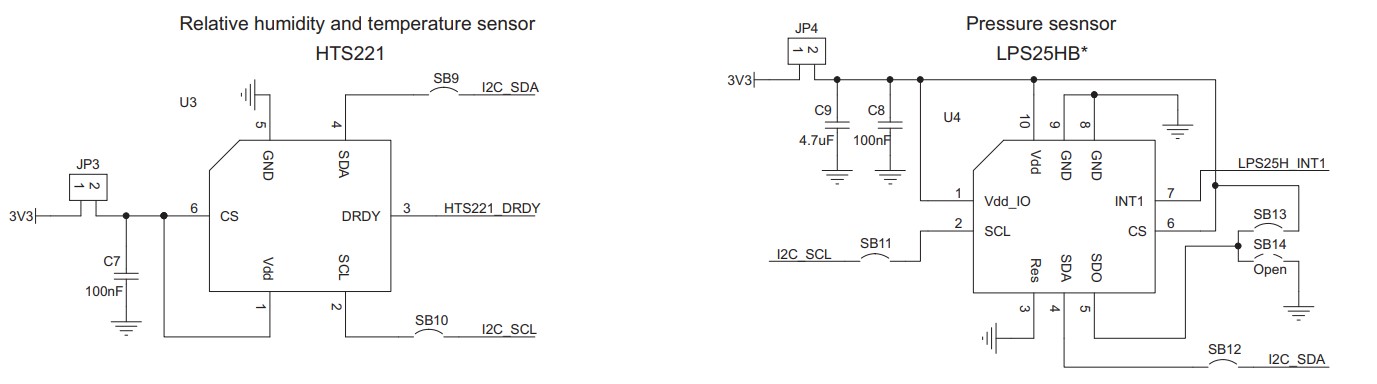 Relative humidity and temperature sensor
HTS221
U3
SB9
I2C_SDA
5
4
GND
SDA
JP3
1 2
3V3
6
CS
DRDY
3
HTS221_DRDY
C7
100nF
Vdd
SCL
1
2
SB10
I2C_SCL
Pressure sesnsor
LPS25HB*
JP4
1 2
3V3
C9
4.7uF
C8
100nF
U4
10
9
8
Vdd
GND
GND
LPS25H_INT1
1
Vdd_IO
INT1
7
2
SCL
CS
6
SB13
I2C_SCL
SB11
SB14
Open
Res
SDA
SDO
3
4
5
SB12
I2C_SDA